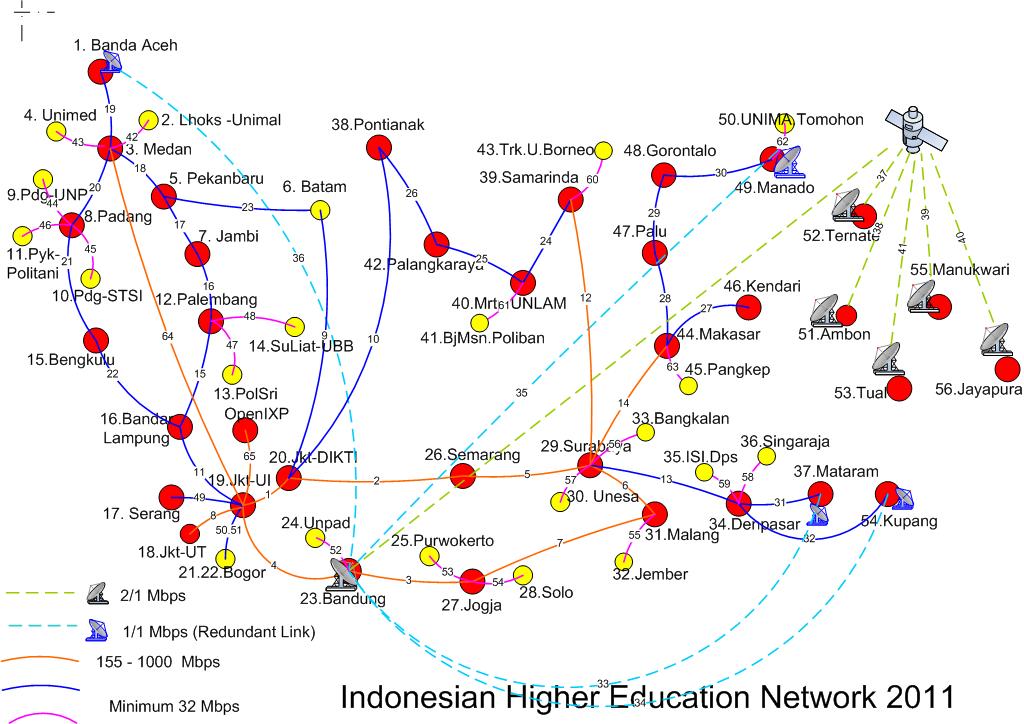 1. Banda Aceh
19
4. Unimed
2. Lhoks -Unimal
43
42
3. Medan
18
20
5. Pekanbaru
9.Pdg-UNP
44
8.Padang
46
45
21
11.Pyk-
Politani
10.Pdg-STSI
23
6. Batam
17
7. Jambi
16
12.Palembang
48
47
14.SuLiat-UBB
13.PolSri
15
15.Bengkulu
22
16.Bandar
Lampung
64
36
9
10
OpenIXP
65
11
20.Jkt-DIKTI
19.Jkt-UI
49
17. Serang
8
18.Jkt-UT
50
51
21.22.Bogor
4
2
38.Pontianak
26
42.Palangkaraya
25
24
40.Mrt
61
UNLAM
41.BjMsn.Poliban
43.Trk.U.Borneo
60
39.Samarinda
12
48.Gorontalo
30
50.UNIMA Tomohon
62
49.Manado
29
47.Palu
28
46.Kendari
27
44.Makasar
63
45.Pangkep
14
35
37
38
41
39
40
52.Ternate
55.Manukwari
51.Ambon
53.Tual
56.Jayapura
26.Semarang
5
29.Surabaya
33.Bangkalan
56
57
30. Unesa
13
6
31.Malang
55
32.Jember
7
35.ISI.Dps
59
36.Singaraja
58
34.Denpasar
31
37.Mataram
32
54.Kupang
24.Unpad
52
23.Bandung
3
25.Purwokerto
53
54
27.Jogja
28.Solo
33
34
2/1 Mbps
1/1 Mbps (Redundant Link)
155 - 1000 Mbps
Minimum 32 Mbps
Indonesian Higher Education Network 2011